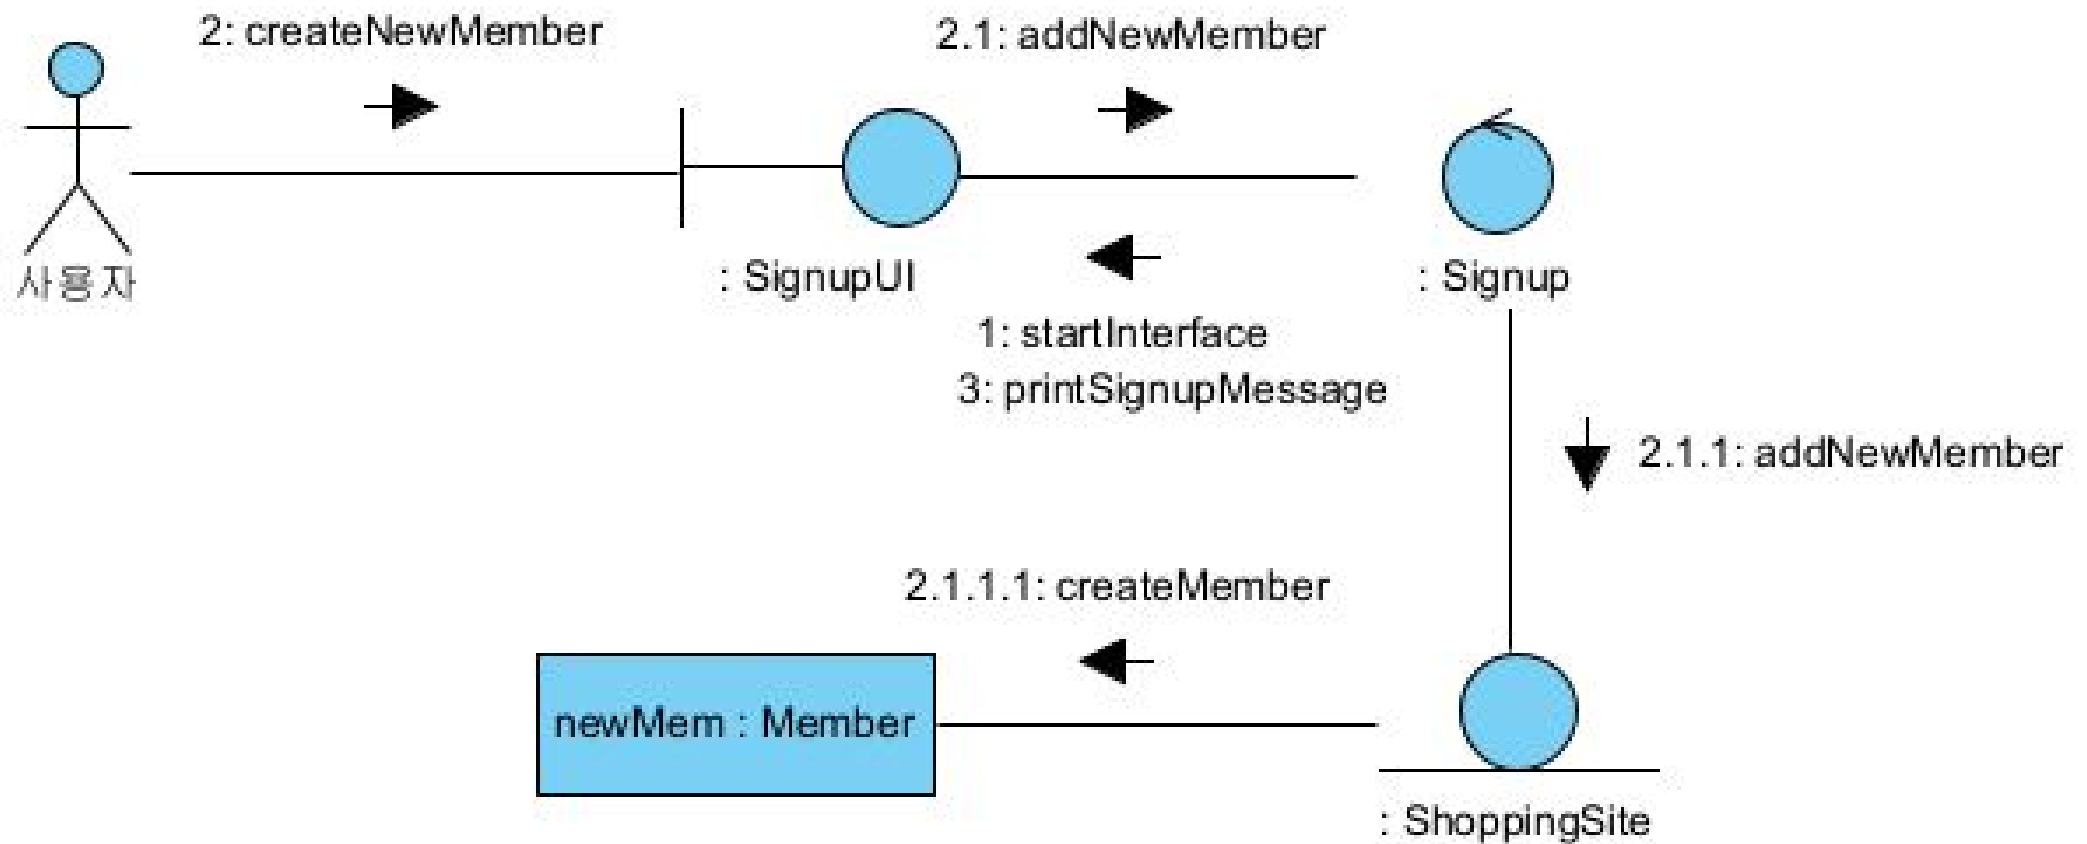 2: createNewMember
2.1: addNewMember
사용자
: SignupUI
: Signup
1: startInterface
3: printSignupMessage
2.1.1: addNewMember
2.1.1.1: createMember
newMem : Member
: ShoppingSite